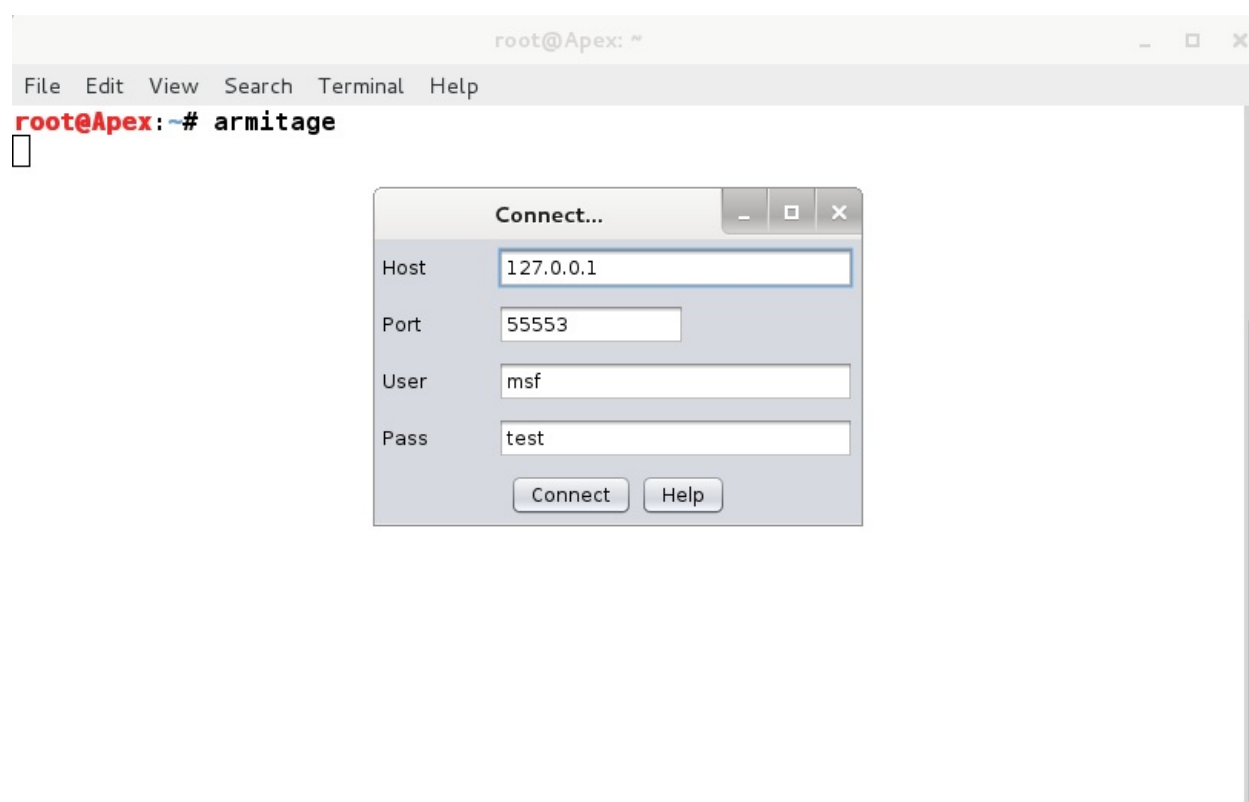 root@Apex: ~
File Edit View Search Terminal Help
root@Apex:~# armitage
Connect...
Host 127.0.0.1
Port 55553
User msf
Pass test
Connect Help